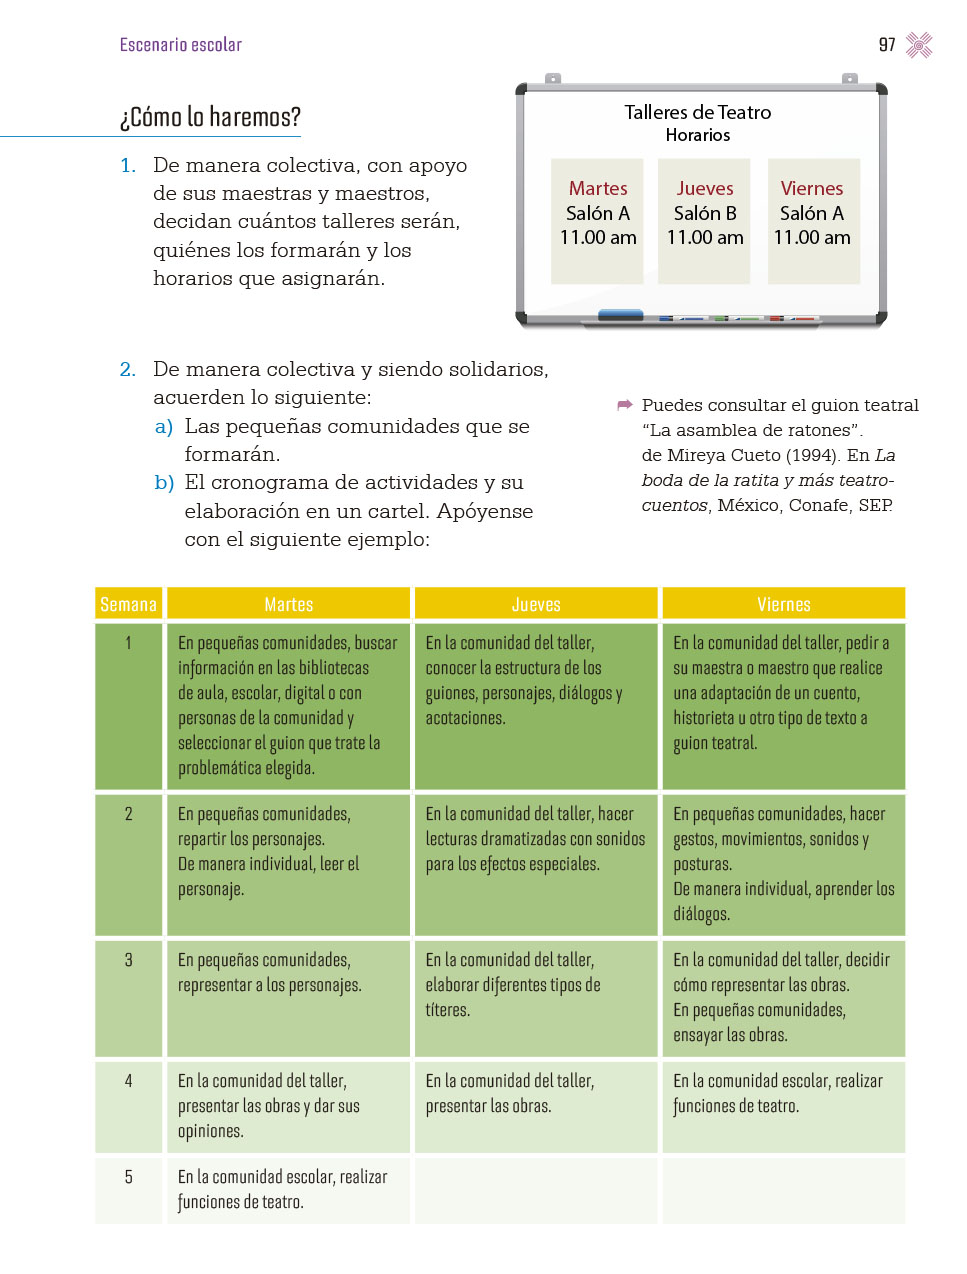 Escenario escolar
97
¿Cómo lo haremos?
1. De manera colectiva, con apoyo
de sus maestras y maestros,
decidan cuántos talleres serán,
quiénes los formarán y los
horarios que asignarán.
Talleres de Teatro
Horarios
Martes
Salón A
11.00 am
Jueves
Salón B
11.00 am
Viernes
Salón A
11.00 am
2. De manera colectiva y siendo solidarios,
acuerden lo siguiente:
a) Las pequeñas comunidades que se
formarán.
b) El cronograma de actividades y su
elaboración en un cartel. Apóyense
con el siguiente ejemplo:
Puedes consultar el guion teatral
“La asamblea de ratones”.
de Mireya Cueto (1994). En La
boda de la ratita y más teatro-
cuentos, México, Conafe, SEP.
Semana
Martes
Jueves
Viernes
1
En pequeñas comunidades, buscar
información en las bibliotecas
de aula, escolar, digital o con
personas de la comunidad y
seleccionar el guion que trate la
problemática elegida.
En la comunidad del taller,
conocer la estructura de los
guiones, personajes, diálogos y
acotaciones.
En la comunidad del taller, pedir a
su maestra o maestro que realice
una adaptación de un cuento,
historieta u otro tipo de texto a
guion teatral.
2
En pequeñas comunidades,
repartir los personajes.
De manera individual, leer el
personaje.
En la comunidad del taller, hacer
lecturas dramatizadas con sonidos
para los efectos especiales.
En pequeñas comunidades, hacer
gestos, movimientos, sonidos y
posturas.
De manera individual, aprender los
diálogos.
3
En pequeñas comunidades,
representar a los personajes.
En la comunidad del taller,
elaborar diferentes tipos de
títeres.
En la comunidad del taller, decidir
cómo representar las obras.
En pequeñas comunidades,
ensayar las obras.
4
En la comunidad del taller,
presentar las obras y dar sus
opiniones.
En la comunidad del taller,
presentar las obras.
En la comunidad escolar, realizar
funciones de teatro.
5
En la comunidad escolar, realizar
funciones de teatro.